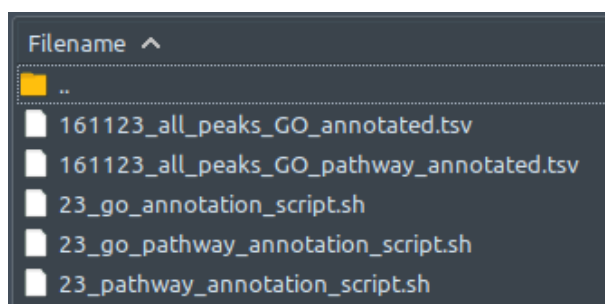 Filename
..
161123_all_peaks_GO_annotated.tsv
161123_all_peaks_GO_pathway_annotated.tsv
23_go_annotation_script.sh
23_go_pathway_annotation_script.sh
23_pathway_annotation_script.sh